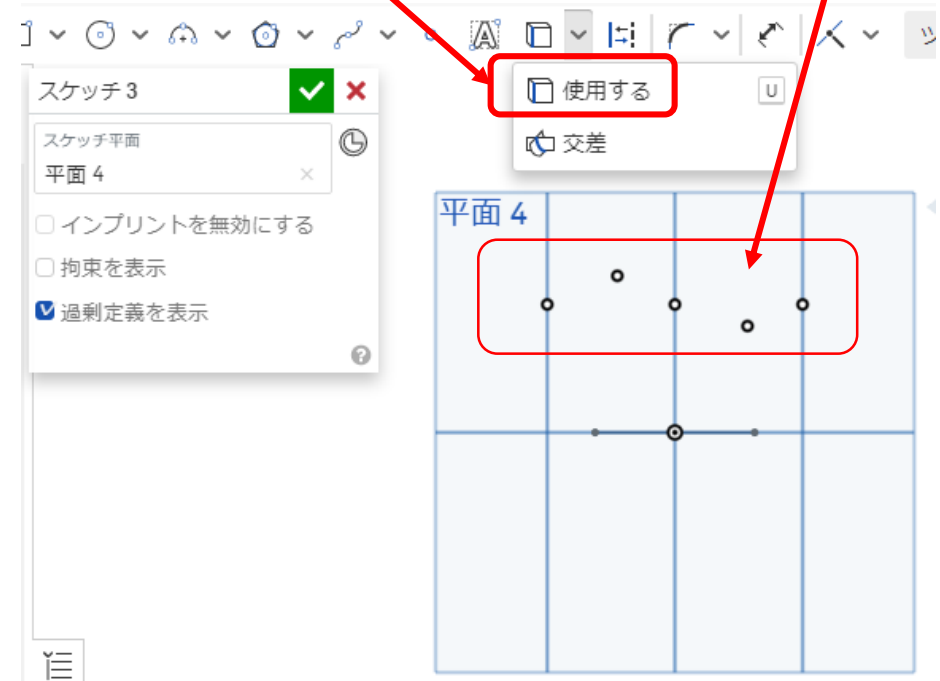 A
スケッチ 3
使用する
U
スケッチ平面
平面 4
交差
インプリントを無効にする
拘束を表示
過剰定義を表示
平面 4